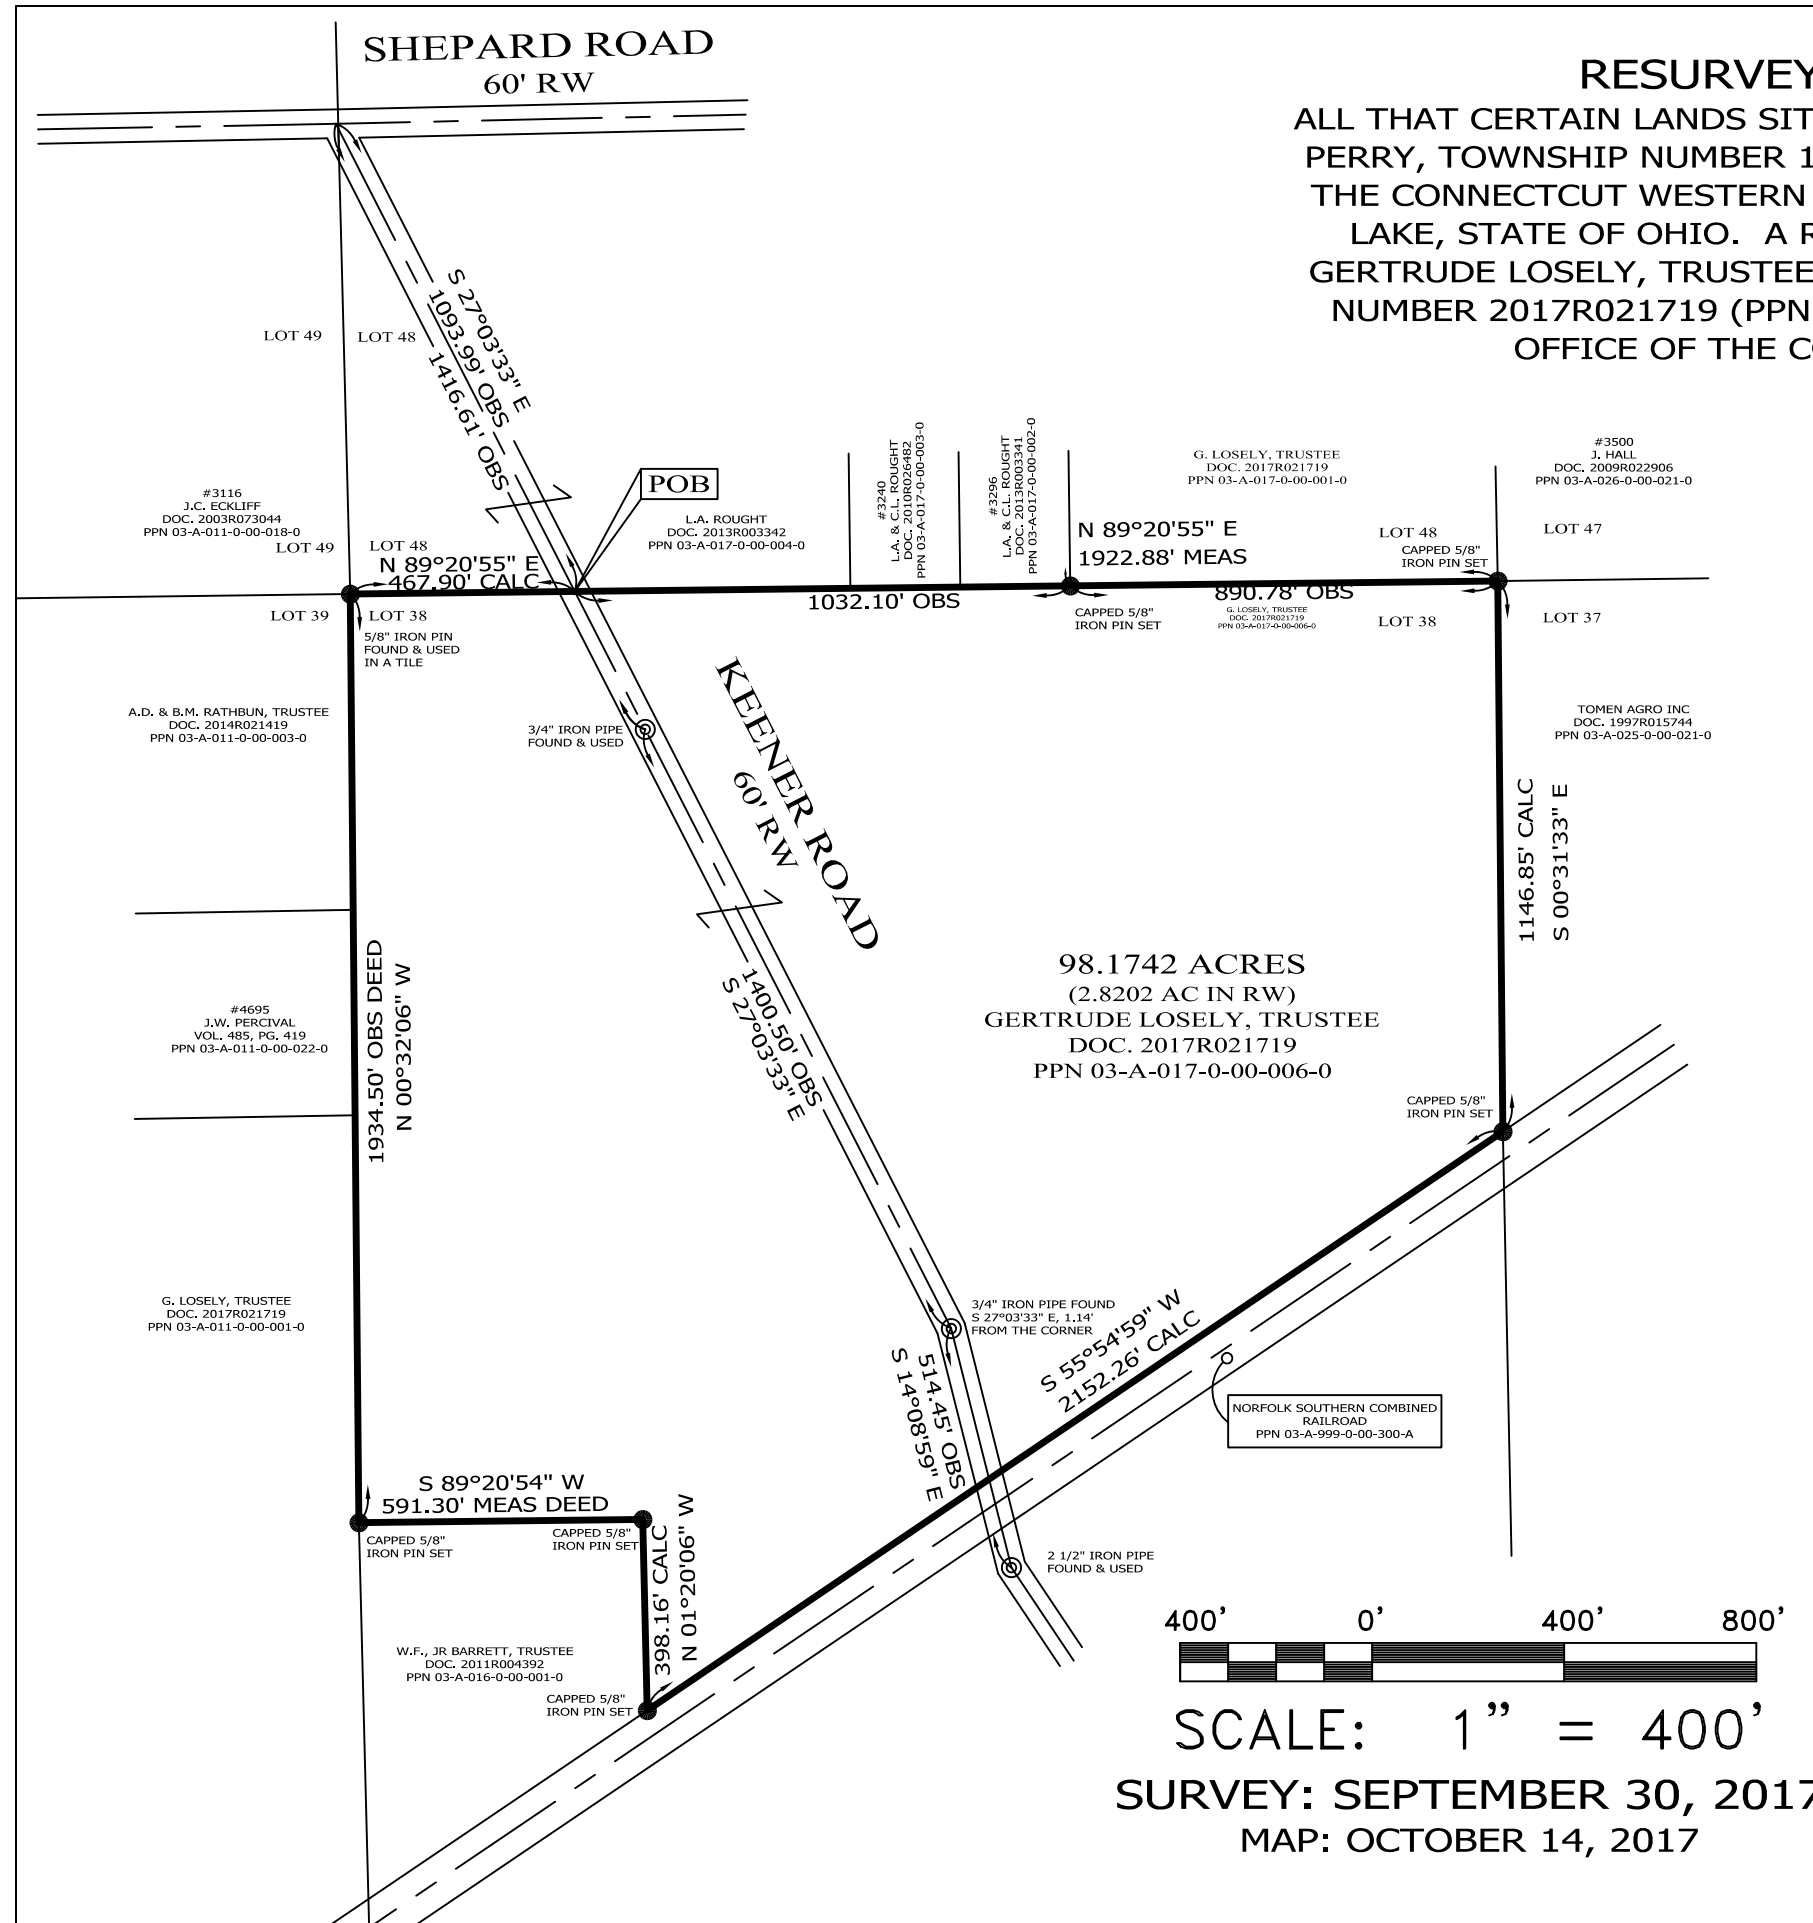 SHEPARD ROAD
60' RW
RESURVEY
ALL THAT CERTAIN LANDS SIT
PERRY, TOWNSHIP NUMBER 1
THE CONNECTCUT WESTERN
LAKE, STATE OF OHIO. A R
GERTRUDE LOSELY, TRUSTEE
NUMBER 2017R021719 (PPN
OFFICE OF THE C
S 27°03'33" E
1093.99' OBS
1416.61' OBS
LOT 49
LOT 48
#3116
J.C. ECKLIFF
DOC. 2003R073044
PPN 03-A-011-0-00-018-0
LOT 49
LOT 48
POB
L.A. ROUGHT
DOC. 2013R003342
PPN 03-A-017-0-00-004-0
#3240
L.A. & C.L. ROUGHT
DOC. 2010R026482
PPN 03-A-017-0-00-003-0
#3296
L.A. & C.L. ROUGHT
DOC. 2013R003341
PPN 03-A-017-0-00-002-0
G. LOSELY, TRUSTEE
DOC. 2017R021719
PPN 03-A-017-0-00-001-0
#3500
J. HALL
DOC. 2009R022906
PPN 03-A-026-0-00-021-0
N 89°20'55" E
467.90' CALC
N 89°20'55" E
1922.88' MEAS
LOT 48
LOT 47
CAPPED 5/8"
IRON PIN SET
1032.10' OBS
890.78' OBS
LOT 39
LOT 38
5/8" IRON PIN
FOUND & USED
IN A TILE
CAPPED 5/8"
IRON PIN SET
G. LOSELY, TRUSTEE
DOC. 2017R021719
PPN 03-A-017-0-00-006-0
LOT 38
LOT 37
A.D. & B.M. RATHBUN, TRUSTEE
DOC. 2014R021419
PPN 03-A-011-0-00-003-0
3/4" IRON PIPE
FOUND & USED
KEENER ROAD
60' RW
TOMEN AGRO INC
DOC. 1997R015744
PPN 03-A-025-0-00-021-0
1146.85' CALC
S 00°31'33" E
1934.50' OBS DEED
N 00°32'06" W
1400.50' OBS
S 27°03'33" E
98.1742 ACRES
(2.8202 AC IN RW)
GERTRUDE LOSELY, TRUSTEE
DOC. 2017R021719
PPN 03-A-017-0-00-006-0
#4695
J.W. PERCIVAL
VOL. 485, PG. 419
PPN 03-A-011-0-00-022-0
CAPPED 5/8"
IRON PIN SET
G. LOSELY, TRUSTEE
DOC. 2017R021719
PPN 03-A-011-0-00-001-0
3/4" IRON PIPE FOUND
S 27°03'33" E, 1.14'
FROM THE CORNER
514.45' OBS
S 14°08'59" E
S 55°54'59" W
2152.26' CALC
NORFOLK SOUTHERN COMBINED
RAILROAD
PPN 03-A-999-0-00-300-A
S 89°20'54" W
591.30' MEAS DEED
CAPPED 5/8"
IRON PIN SET
CAPPED 5/8"
IRON PIN SET
398.16' CALC
N 01°20'06" W
2 1/2" IRON PIPE
FOUND & USED
W.F., JR BARRETT, TRUSTEE
DOC. 2011R004392
PPN 03-A-016-0-00-001-0
CAPPED 5/8"
IRON PIN SET
400' 0' 400' 800'
SCALE: 1" = 400'
SURVEY: SEPTEMBER 30, 2017
MAP: OCTOBER 14, 2017